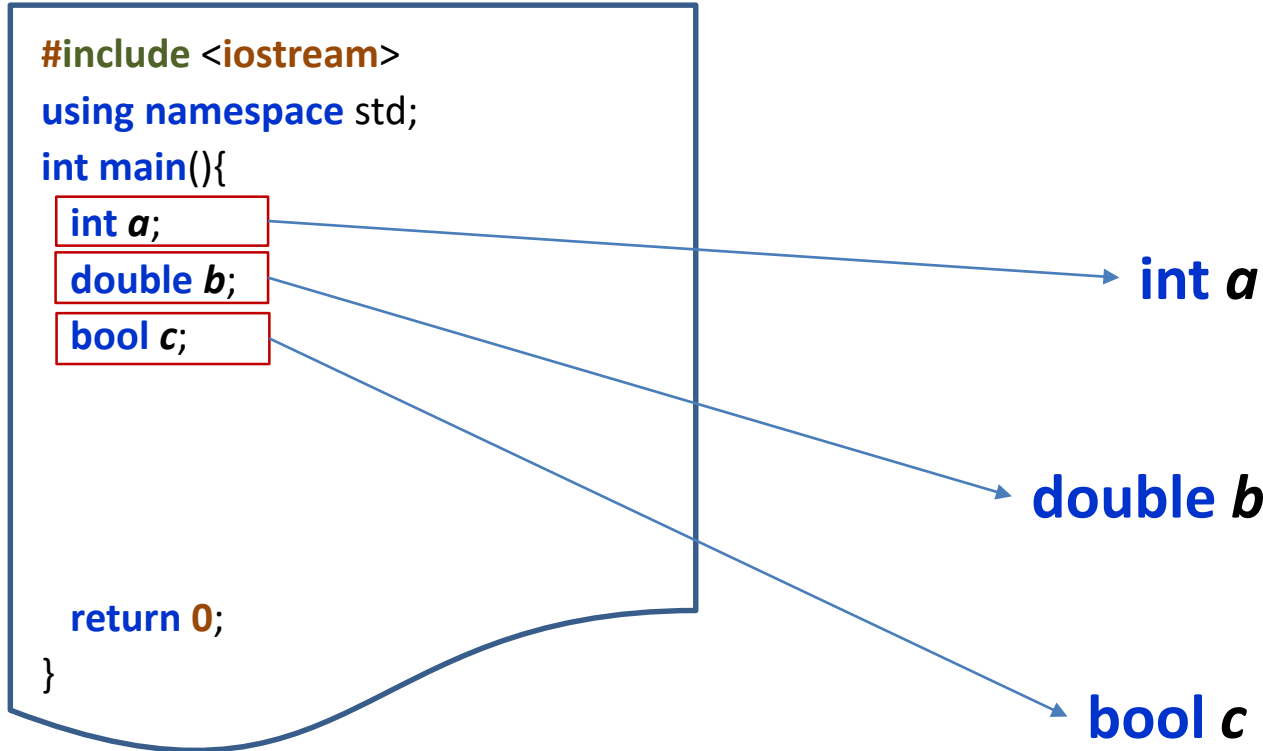 #include <iostream>
using namespace std;
int main(){
int a;
double b;
bool c;
return 0;
}
int a
double b
bool c